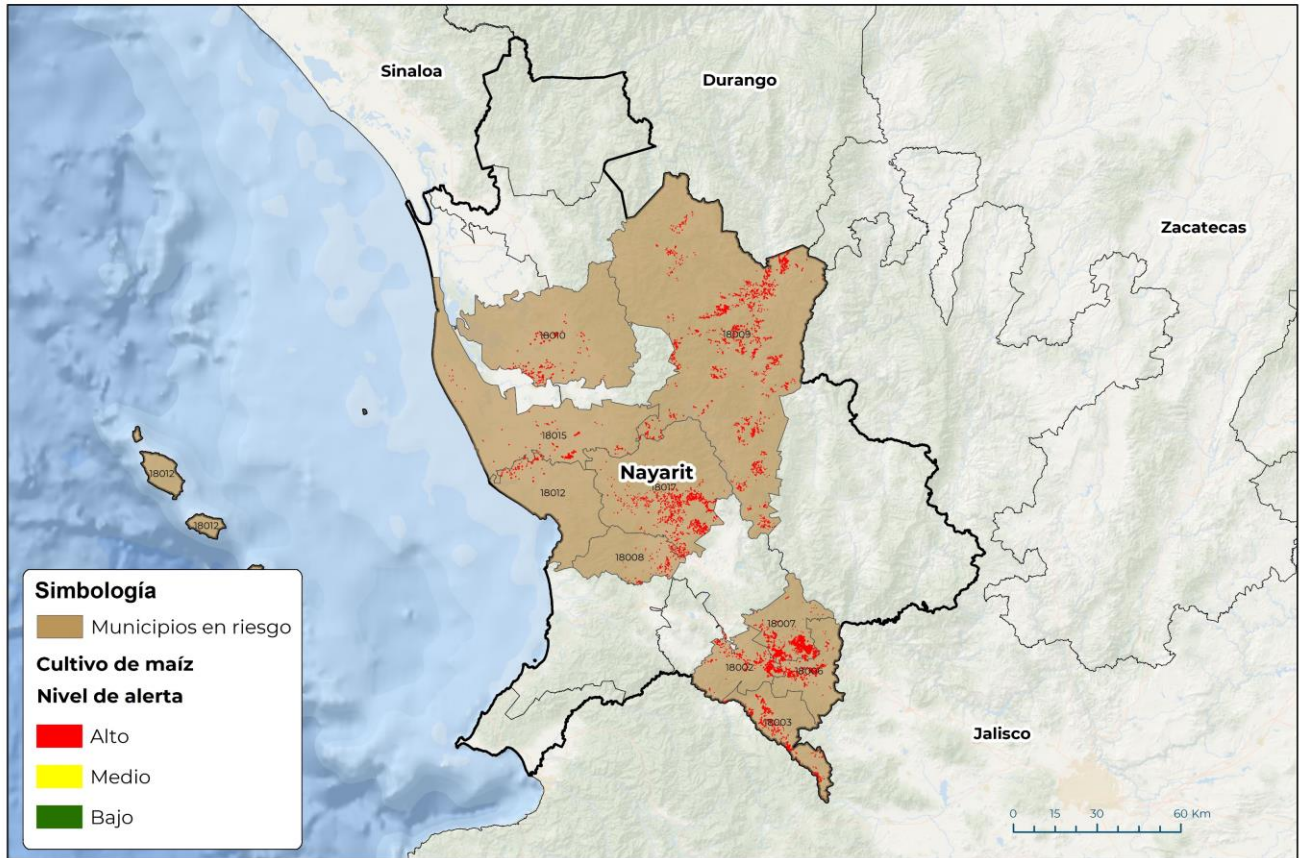 Sinaloa
Durango
Zacatecas
18010
18009
18015
Nayarit
18012
18017
18012
18012
18008
18007
18002
18006
18003
Jalisco
Simbología
Municipios en riesgo
Cultivo de maíz
Nivel de alerta
Alto
Medio
Bajo
0 15 30 60 Km